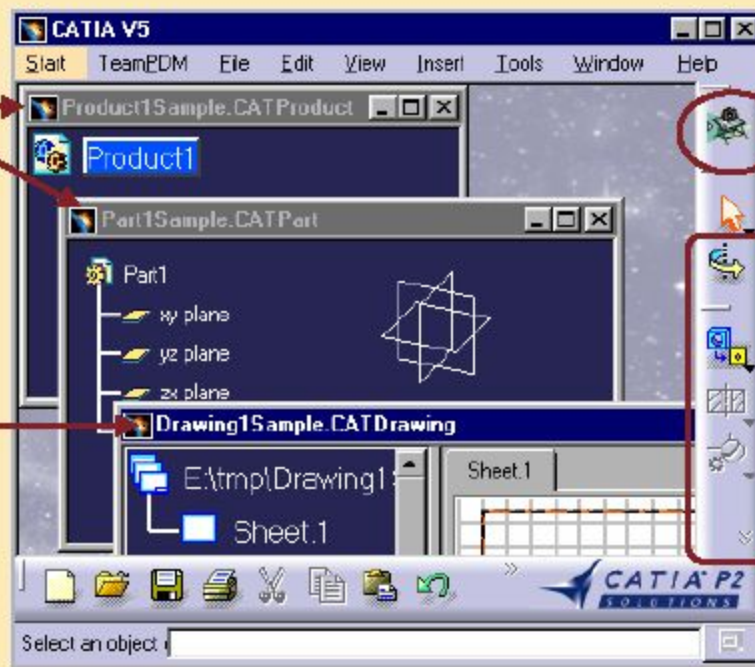 CATIA V5
Start TeamPDM File Edit View Insert Tools Window Help
Product1Sample.CATProduct
Product1
Part1Sample.CATPart
Part1
xy plane
yz plane
zx plane
Drawing1Sample.CATDrawing
E:\tmp\Drawing1
Sheet.1
Sheet.1
CATIA P2
SOLUTIONS
Select an object